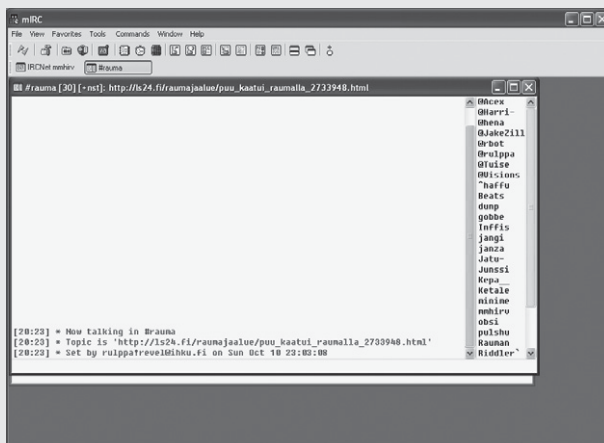 mIRC
File View Favorites Tools Commands Window Help
IRCNet mmhirv #rauma
#rauma [30] [+nst]: http://ls24.fi/raumajaalue/puu_kaatui_raumalla_2733948.html
@Acex
@Harri-
@hena
@JakeZill
@rbot
@rulppa
@Tuise
@Visions
^haffu
Beats
dunp
gobbe
Inffis
jangi
janza
Jatu-
Junssi
Kepa__
Ketale
minime
mmhirv
obsi
pulshu
Rauman
Riddler`
[20:23] * Now talking in #rauma
[20:23] * Topic is 'http://ls24.fi/raumajaalue/puu_kaatui_raumalla_2733948.html'
[20:23] * Set by rulppa!revel@ihku.fi on Sun Oct 10 23:03:08